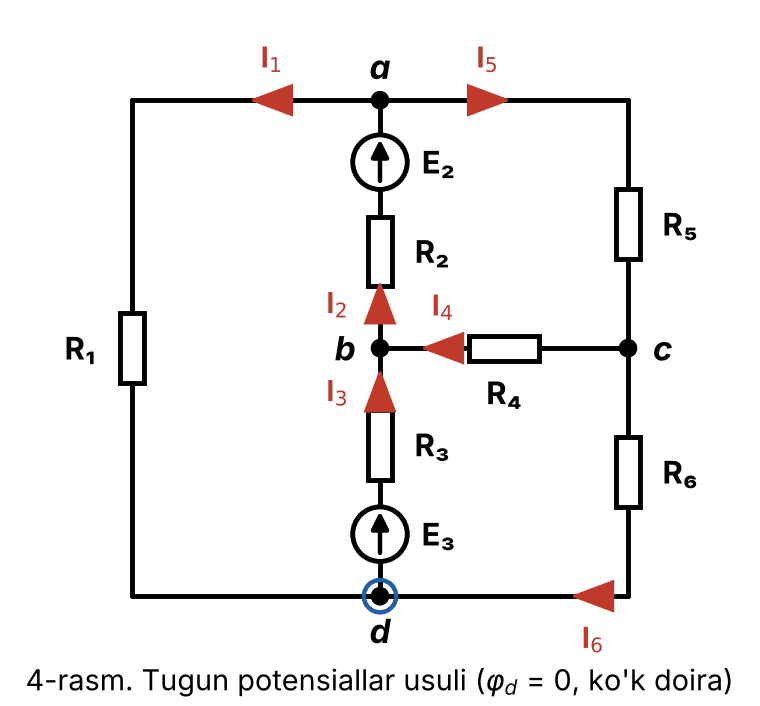 I₁
a
I₅
E₂
R₂
R₅
I₂
I₄
R₁
b
c
I₃
R₄
R₃
R₆
E₃
d
I₆
4-rasm. Tugun potensiallar usuli (φ_d = 0, ko'k doira)